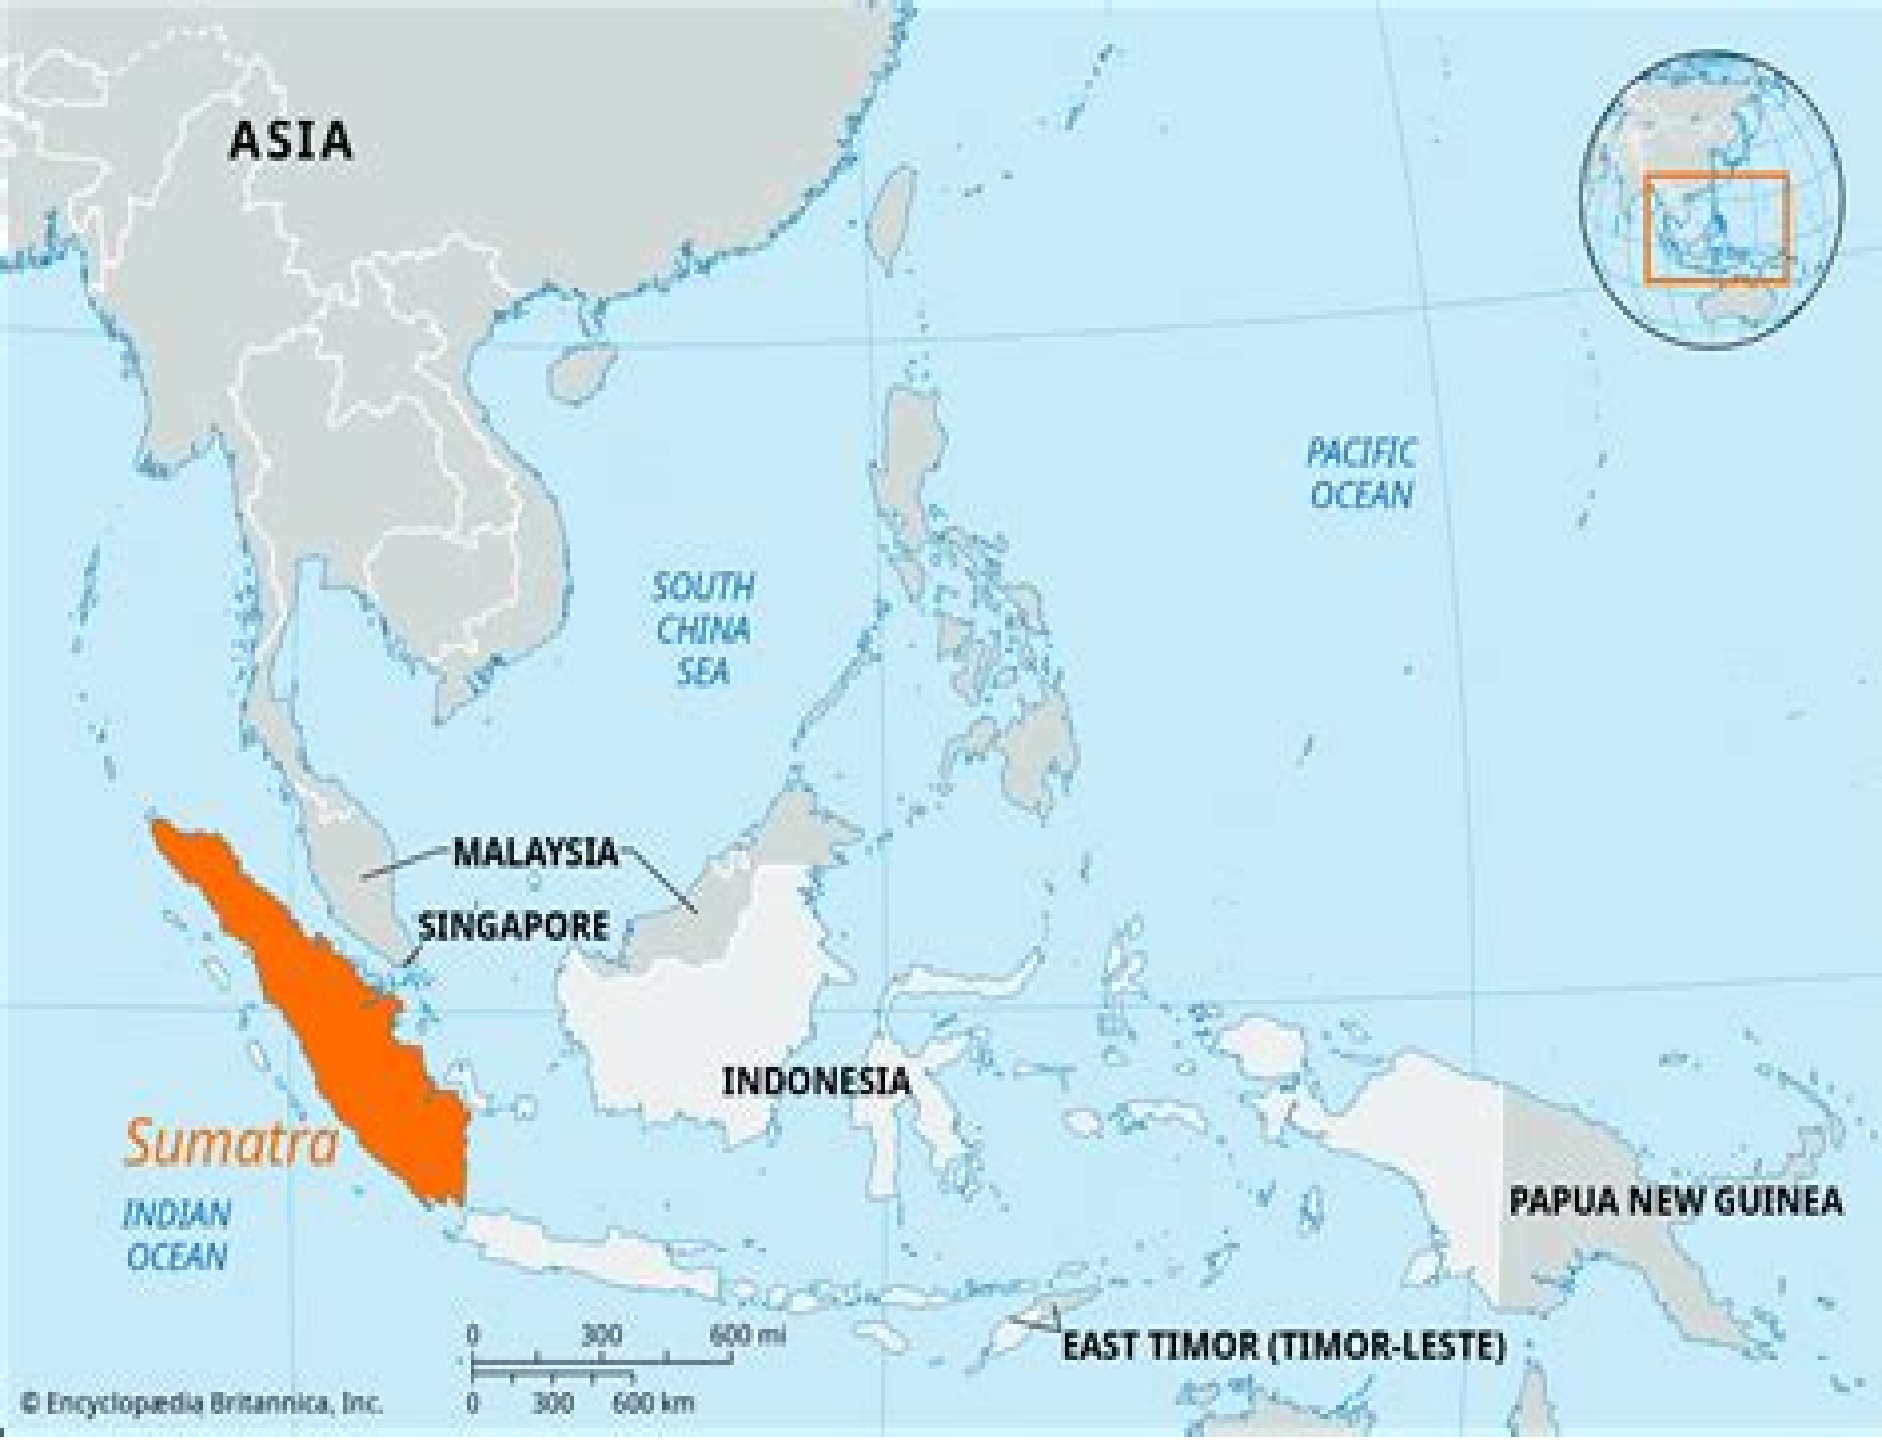 ASIA
PACIFIC
OCEAN
SOUTH
CHINA
SEA
MALAYSIA
SINGAPORE
INDONESIA
Sumatra
INDIAN
OCEAN
PAPUA NEW GUINEA
EAST TIMOR (TIMOR-LESTE)
0 300 600 mi
0 300 600 km
© Encyclopædia Britannica, Inc.